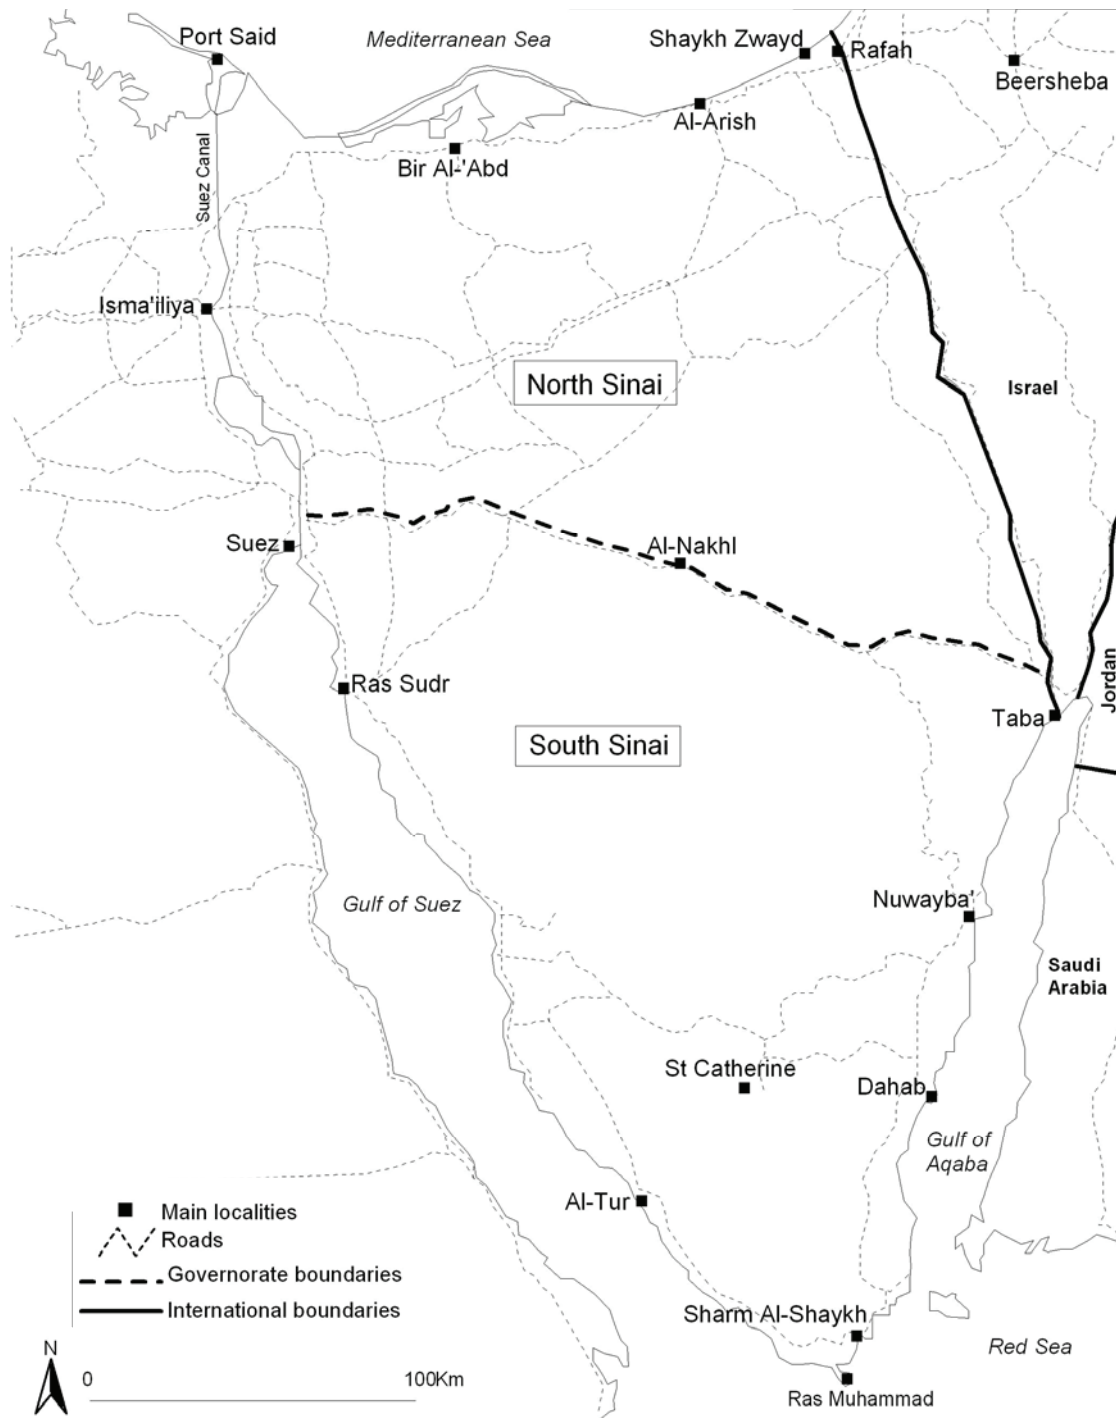 Port Said
Mediterranean Sea
Shaykh Zwayd
Rafah
Beersheba
Al-Arish
Bir Al-'Abd
Suez Canal
Isma'iliya
North Sinai
Israel
Suez
Al-Nakhl
Ras Sudr
Jordan
Taba
South Sinai
Gulf of Suez
Nuwayba'
Saudi
Arabia
St Catherine
Dahab
Gulf of
Aqaba
Al-Tur
Main localities
Roads
Governorate boundaries
International boundaries
Sharm Al-Shaykh
Red Sea
N
0
100Km
Ras Muhammad